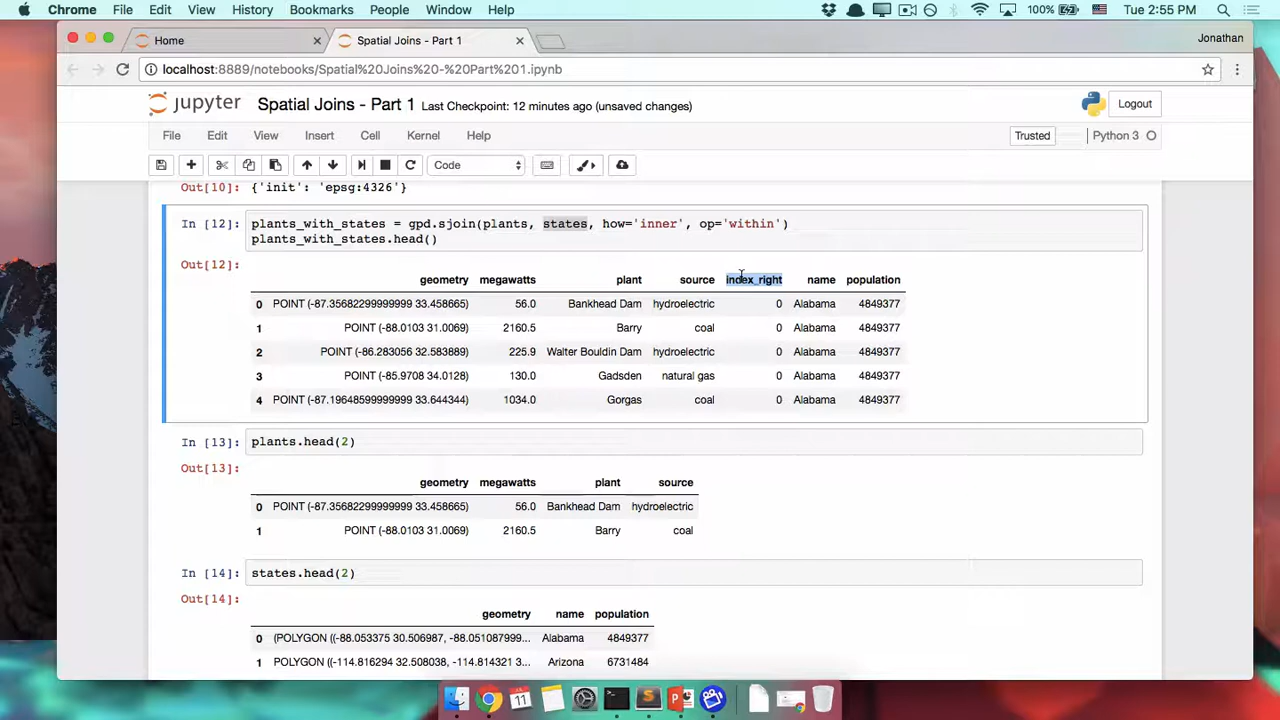 Chrome File Edit View History Bookmarks People Window Help 100% Tue 2:55 PM
Home Spatial Joins - Part 1 Jonathan
localhost:8889/notebooks/Spatial%20Joins%20-%20Part%201.ipynb
jupyter Spatial Joins - Part 1 Last Checkpoint: 12 minutes ago (unsaved changes) Logout
File Edit View Insert Cell Kernel Help Trusted Python 3
Code
Out[10]: {'init': 'epsg:4326'}
In [12]: plants_with_states = gpd.sjoin(plants, states, how='inner', op='within')
plants_with_states.head()
Out[12]:
geometry megawatts plant source index_right name population
0 POINT (-87.35682299999999 33.458665) 56.0 Bankhead Dam hydroelectric 0 Alabama 4849377
1 POINT (-88.0103 31.0069) 2160.5 Barry coal 0 Alabama 4849377
2 POINT (-86.283056 32.583889) 225.9 Walter Bouldin Dam hydroelectric 0 Alabama 4849377
3 POINT (-85.9708 34.0128) 130.0 Gadsden natural gas 0 Alabama 4849377
4 POINT (-87.19648599999999 33.644344) 1034.0 Gorgas coal 0 Alabama 4849377
In [13]: plants.head(2)
Out[13]:
geometry megawatts plant source
0 POINT (-87.35682299999999 33.458665) 56.0 Bankhead Dam hydroelectric
1 POINT (-88.0103 31.0069) 2160.5 Barry coal
In [14]: states.head(2)
Out[14]:
geometry name population
0 (POLYGON ((-88.053375 30.506987, -88.051087999... Alabama 4849377
1 POLYGON ((-114.816294 32.508038, -114.814321 3... Arizona 6731484
11